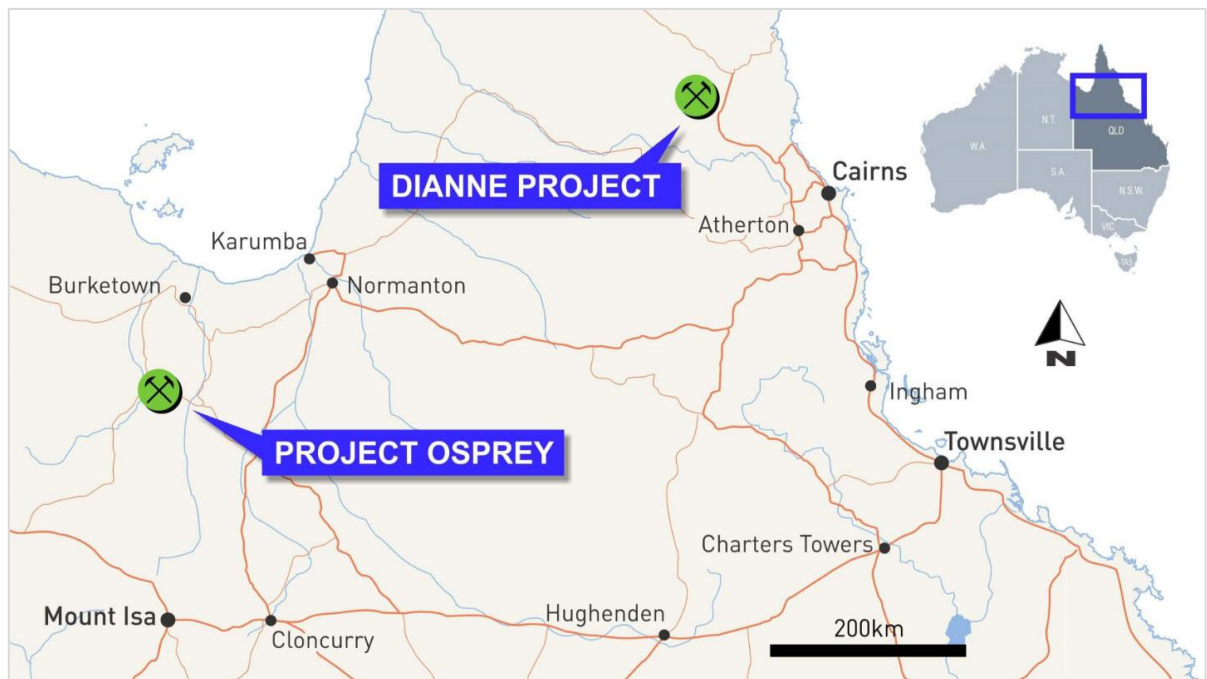 DIANNE PROJECT
Cairns
Atherton
Karumba
Burketown
Normanton
Ingham
PROJECT OSPREY
Townsville
Charters Towers
Mount Isa
Cloncurry
Hughenden
200km
N
W.A.
N.T.
QLD
S.A.
N.S.W.
VIC
TAS